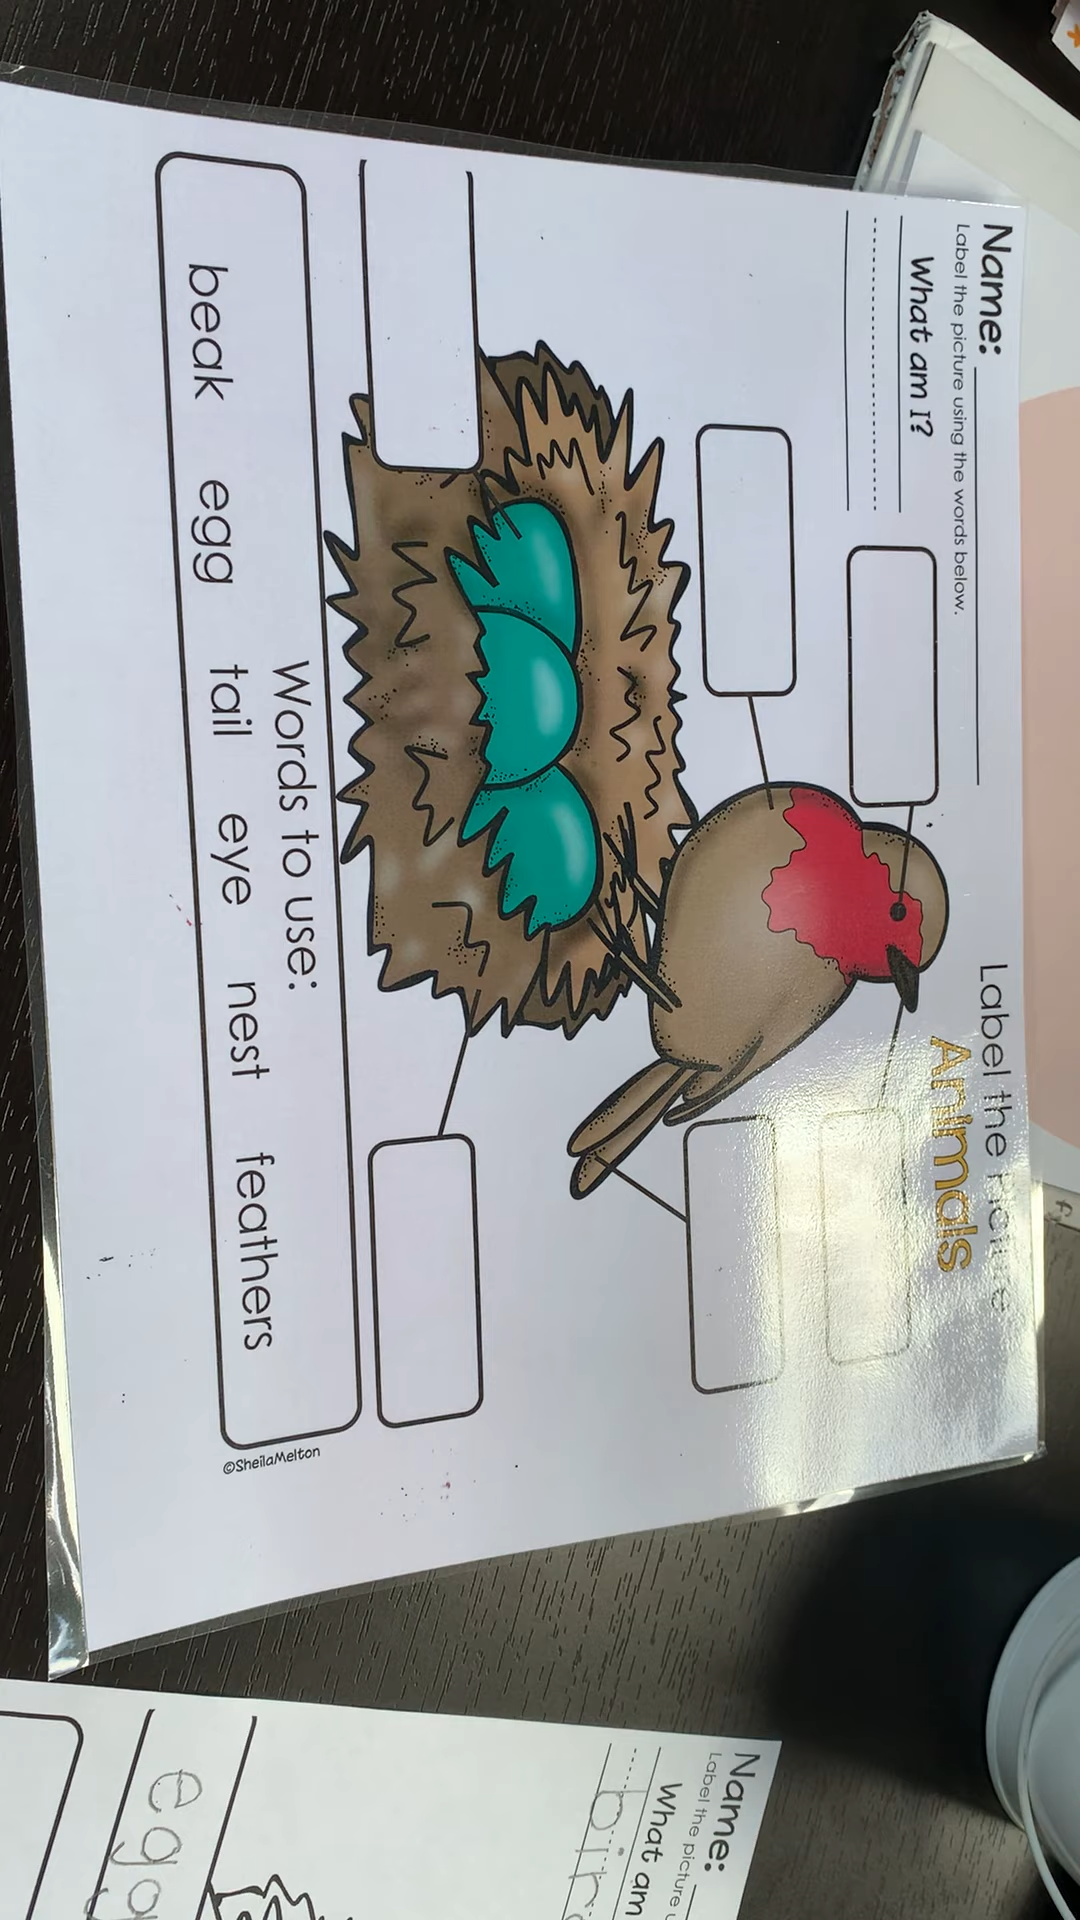 Name:
Label the picture using the words below.
What am I?
Label the Picture
Animals
Words to use:
beak egg tail eye nest feathers
©SheilaMelton
Name:
Label the picture
What am
bir
egg